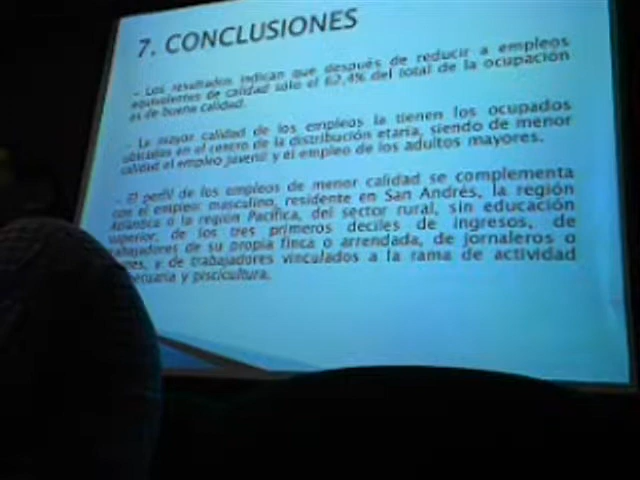 7. CONCLUSIONES
- Los resultados indican que después de reducir a empleos
equivalentes de calidad sólo el 62,4% del total de la ocupación
es de buena calidad.
- La mayor calidad de los empleos la tienen los ocupados
ubicados en el centro de la distribución etaria, siendo de menor
calidad el empleo juvenil y el empleo de los adultos mayores.
- El perfil de los empleos de menor calidad se complementa
con el empleo masculino, residente en San Andrés, la región
Atlántica o la región Pacífica, del sector rural, sin educación
superior, de los tres primeros deciles de ingresos, de
trabajadores de su propia finca o arrendada, de jornaleros o
y de trabajadores vinculados a la rama de actividad
y piscicultura.